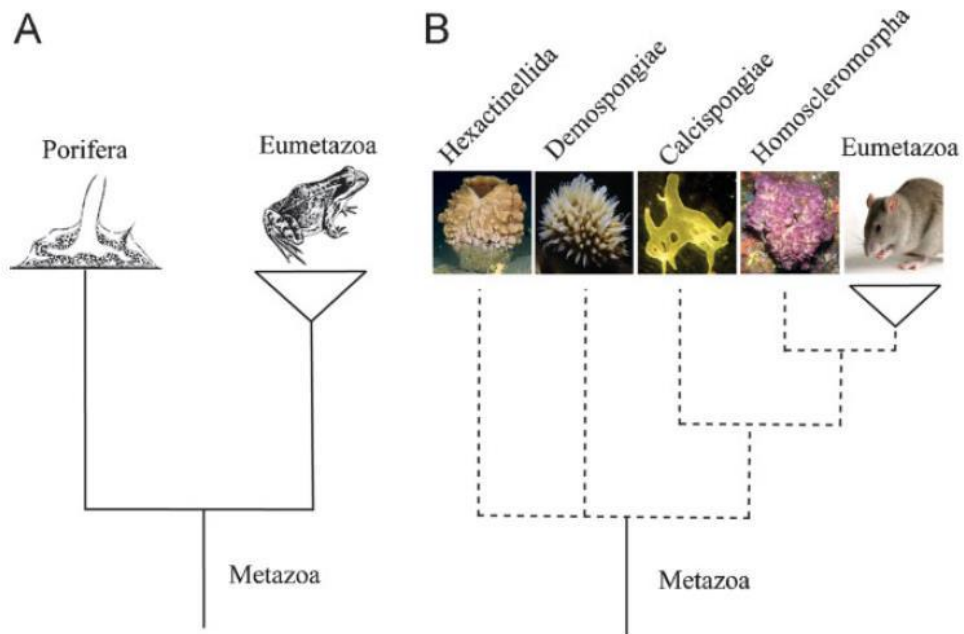 A
Porifera
Eumetazoa
Metazoa
B
Hexactinellida
Demospongiae
Calcispongiae
Homoscleromorpha
Eumetazoa
Metazoa